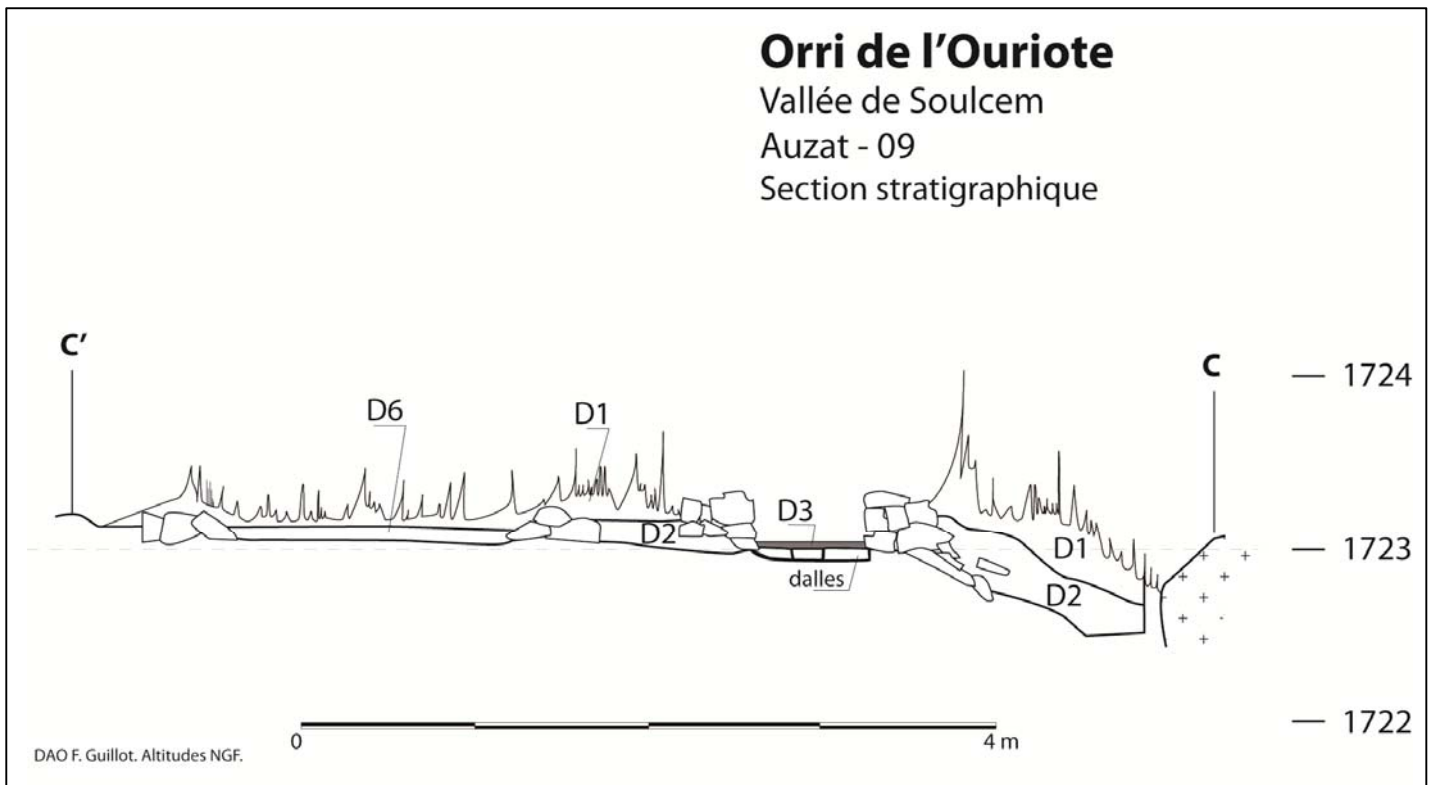 Orri de l'Ouriote
Vallée de Soulcem
Auzat - 09
Section stratigraphique
C'
C
1724
D6
D1
D2
D3
dalles
D1
D2
1723
0
4 m
1722
DAO F. Guillot. Altitudes NGF.